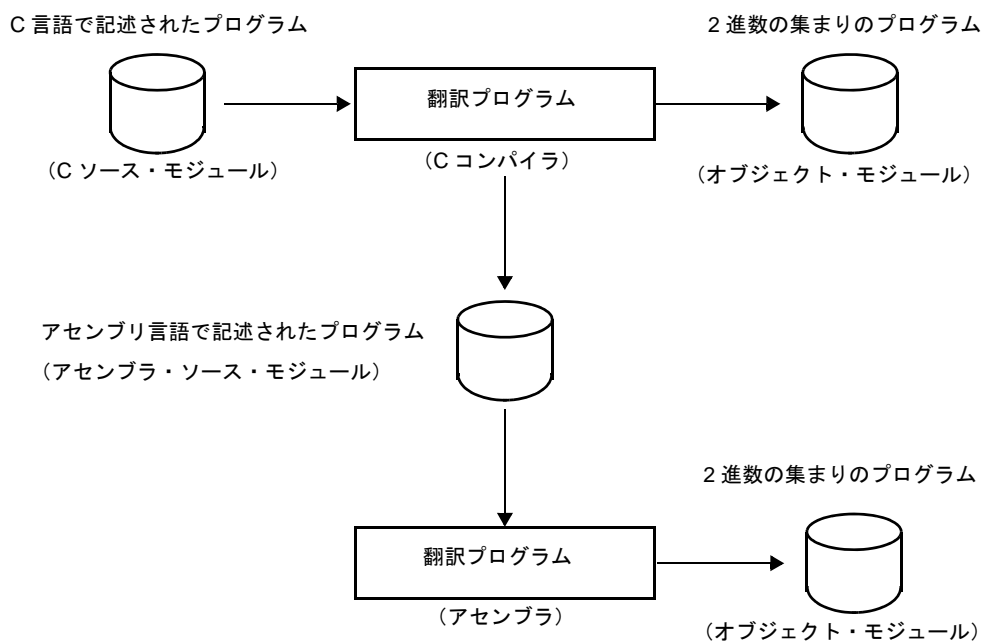 C 言語で記述されたプログラム
2 進数の集まりのプログラム
翻訳プログラム
(C ソース・モジュール)
(C コンパイラ)
(オブジェクト・モジュール)
アセンブリ言語で記述されたプログラム
(アセンブラ・ソース・モジュール)
2 進数の集まりのプログラム
翻訳プログラム
(アセンブラ)
(オブジェクト・モジュール)